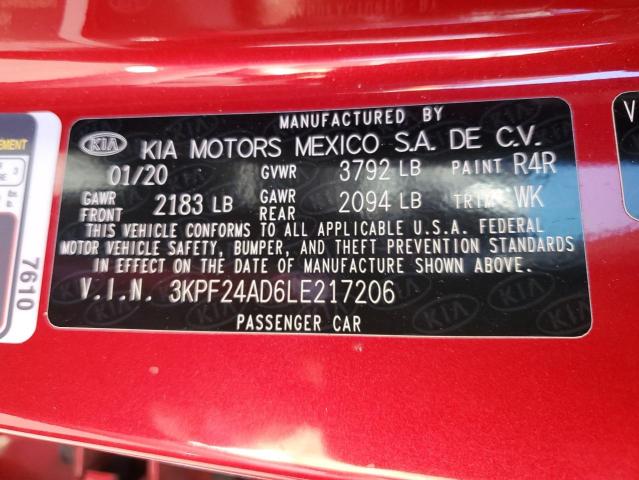 MANUFACTURED BY
KIA KIA MOTORS MEXICO S.A. DE C.V.
01/20 GVWR 3792 LB PAINT R4R
GAWR FRONT 2183 LB GAWR REAR 2094 LB TRIM WK
THIS VEHICLE CONFORMS TO ALL APPLICABLE U.S.A. FEDERAL
MOTOR VEHICLE SAFETY, BUMPER, AND THEFT PREVENTION STANDARDS
IN EFFECT ON THE DATE OF MANUFACTURE SHOWN ABOVE.
V.I.N. 3KPF24AD6LE217206
PASSENGER CAR
7610